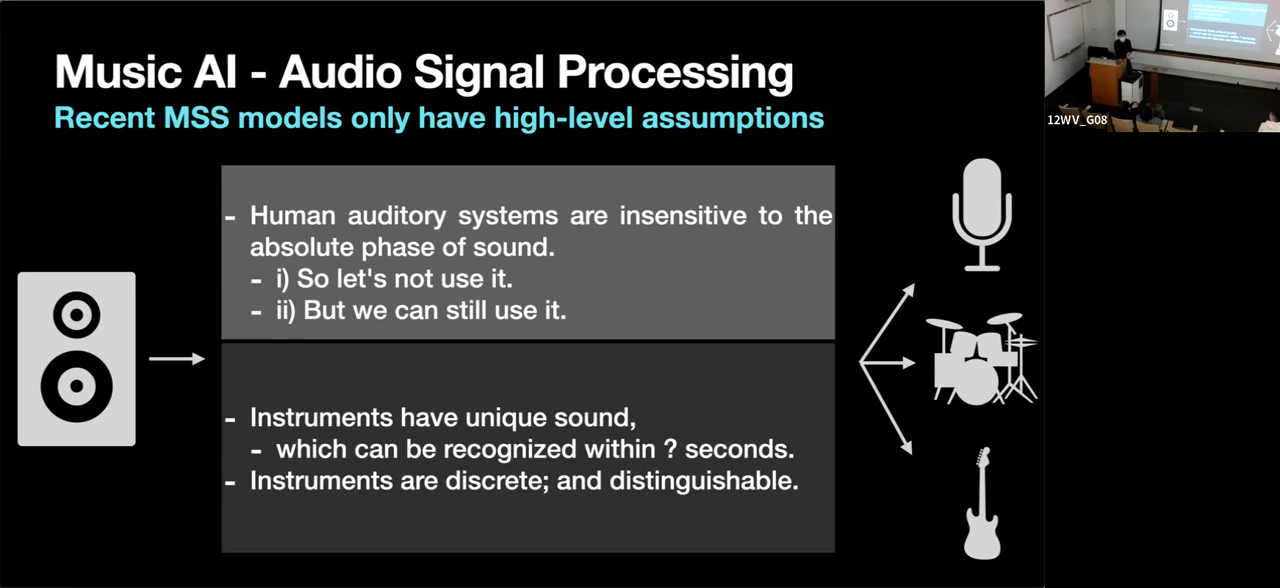 Music AI - Audio Signal Processing
Recent MSS models only have high-level assumptions
- Human auditory systems are insensitive to the
absolute phase of sound.
- i) So let's not use it.
- ii) But we can still use it.
- Instruments have unique sound,
- which can be recognized within ? seconds.
- Instruments are discrete; and distinguishable.
12WV_G08